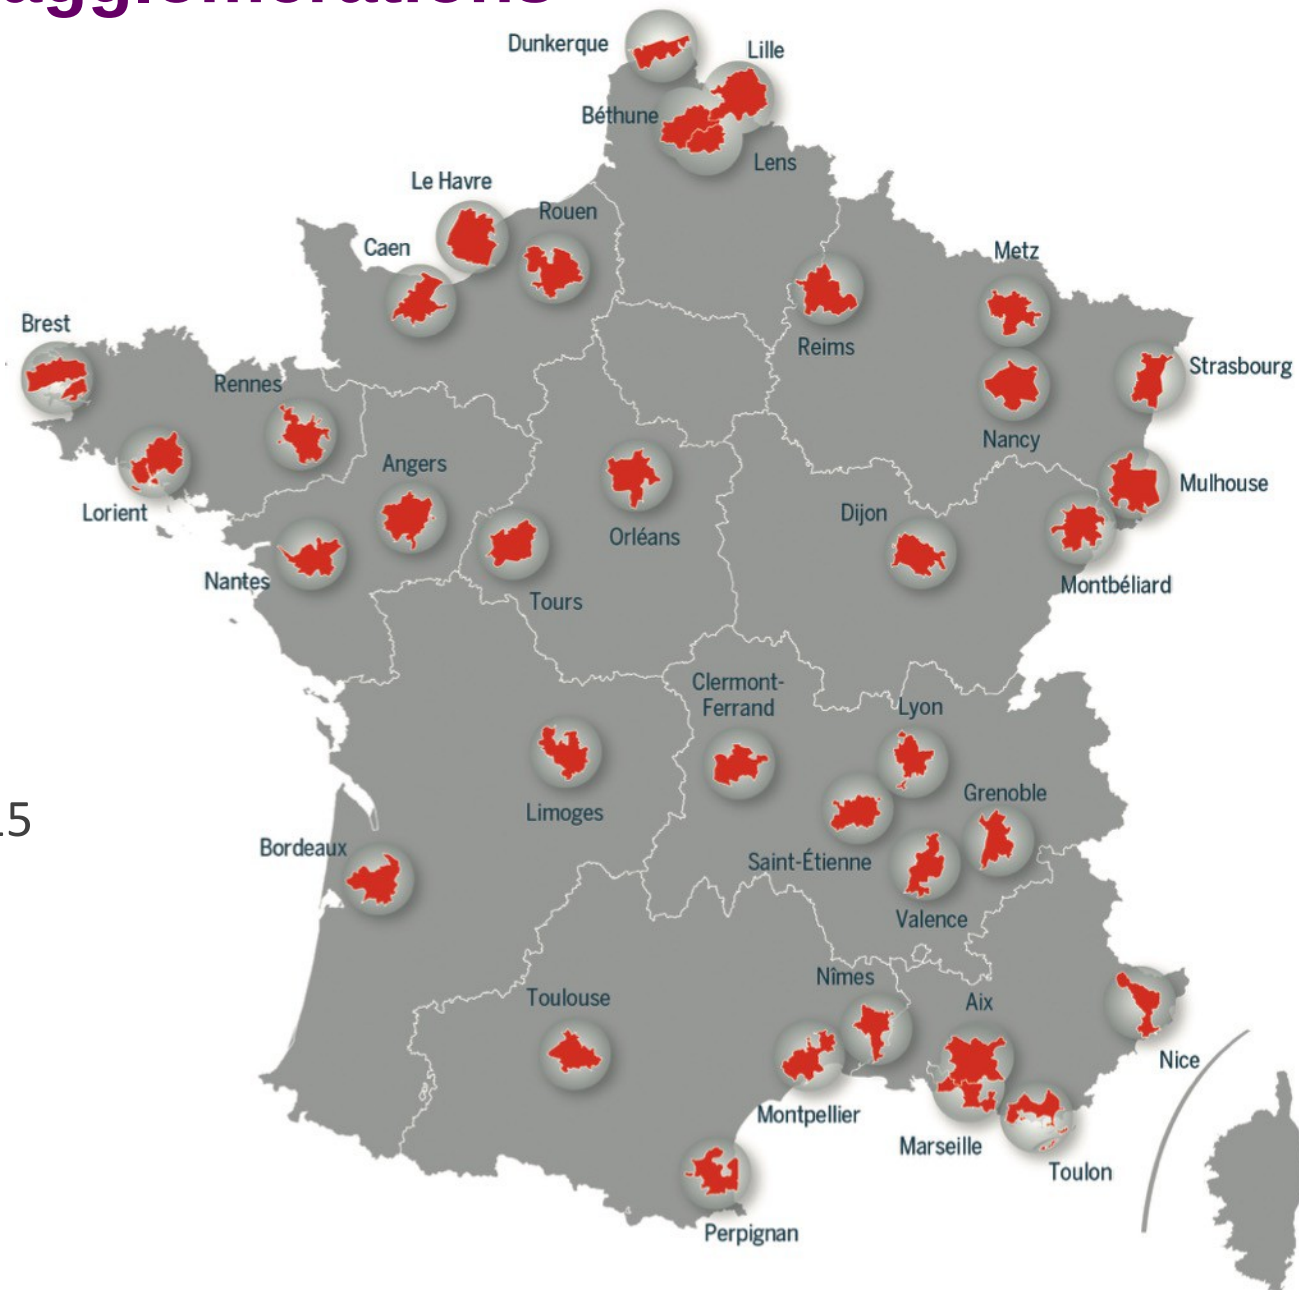 agglomérations
Dunkerque
Lille
Béthune
Lens
Le Havre
Rouen
Caen
Metz
Brest
Reims
Strasbourg
Rennes
Nancy
Angers
Mulhouse
Lorient
Dijon
Orléans
Nantes
Montbéliard
Tours
Clermont-
Ferrand
Lyon
Grenoble
Limoges
15
Bordeaux
Saint-Étienne
Valence
Nîmes
Toulouse
Aix
Nice
Montpellier
Marseille
Toulon
Perpignan